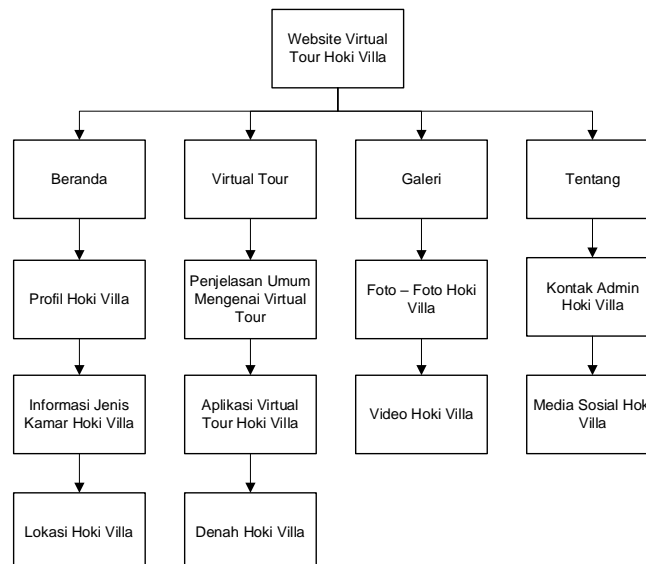 Website Virtual
Tour Hoki Villa
Beranda
Virtual Tour
Galeri
Tentang
Profil Hoki Villa
Penjelasan Umum
Mengenai Virtual
Tour
Foto – Foto Hoki
Villa
Kontak Admin
Hoki Villa
Informasi Jenis
Kamar Hoki Villa
Aplikasi Virtual
Tour Hoki Villa
Video Hoki Villa
Media Sosial Hoki
Villa
Lokasi Hoki Villa
Denah Hoki Villa